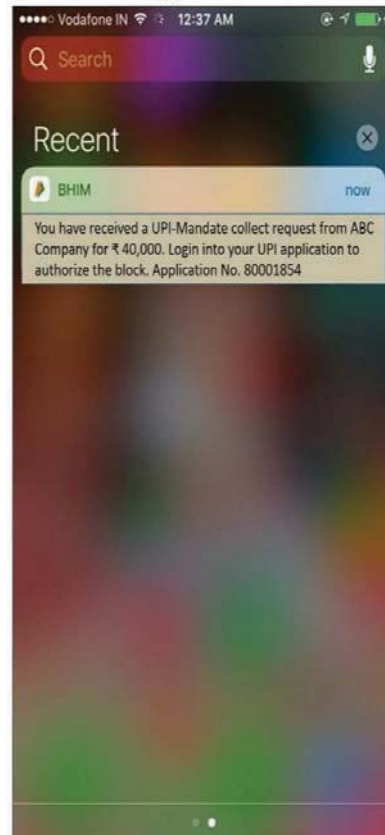 Vodafone IN 12:37 AM
Search
Recent
BHIM now
You have received a UPI-Mandate collect request from ABC
Company for ₹ 40,000. Login into your UPI application to
authorize the block. Application No. 80001854